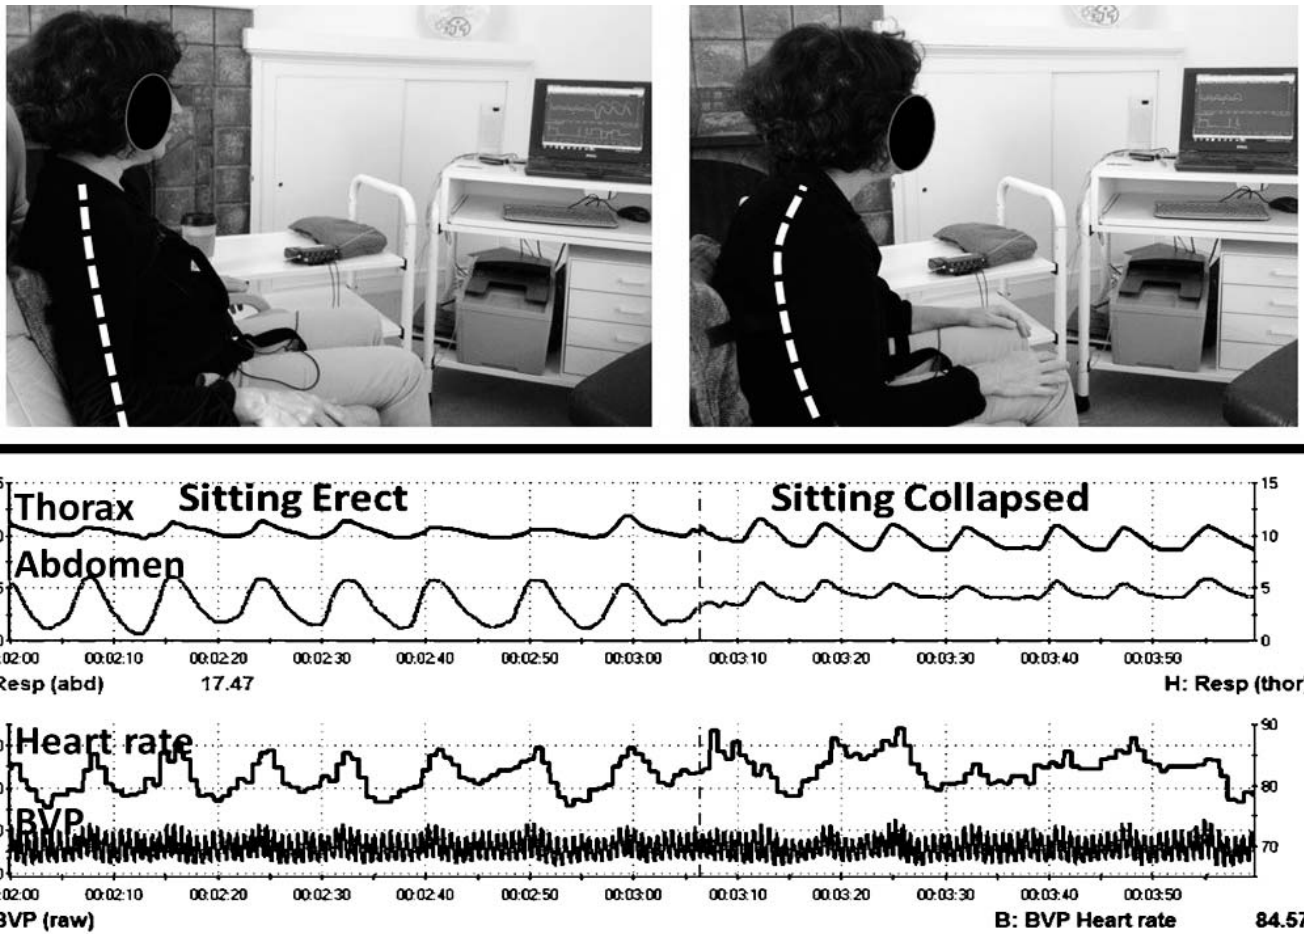 Sitting Erect
Sitting Collapsed
Thorax
Abdomen
15
10
5
0
:02:00 00:02:10 00:02:20 00:02:30 00:02:40 00:02:50 00:03:00 00:03:10 00:03:20 00:03:30 00:03:40 00:03:50
Resp (abd) 17.47 H: Resp (thor)
Heart rate
BVP
90
80
70
:02:00 00:02:10 00:02:20 00:02:30 00:02:40 00:02:50 00:03:00 00:03:10 00:03:20 00:03:30 00:03:40 00:03:50
BVP (raw) B: BVP Heart rate 84.57